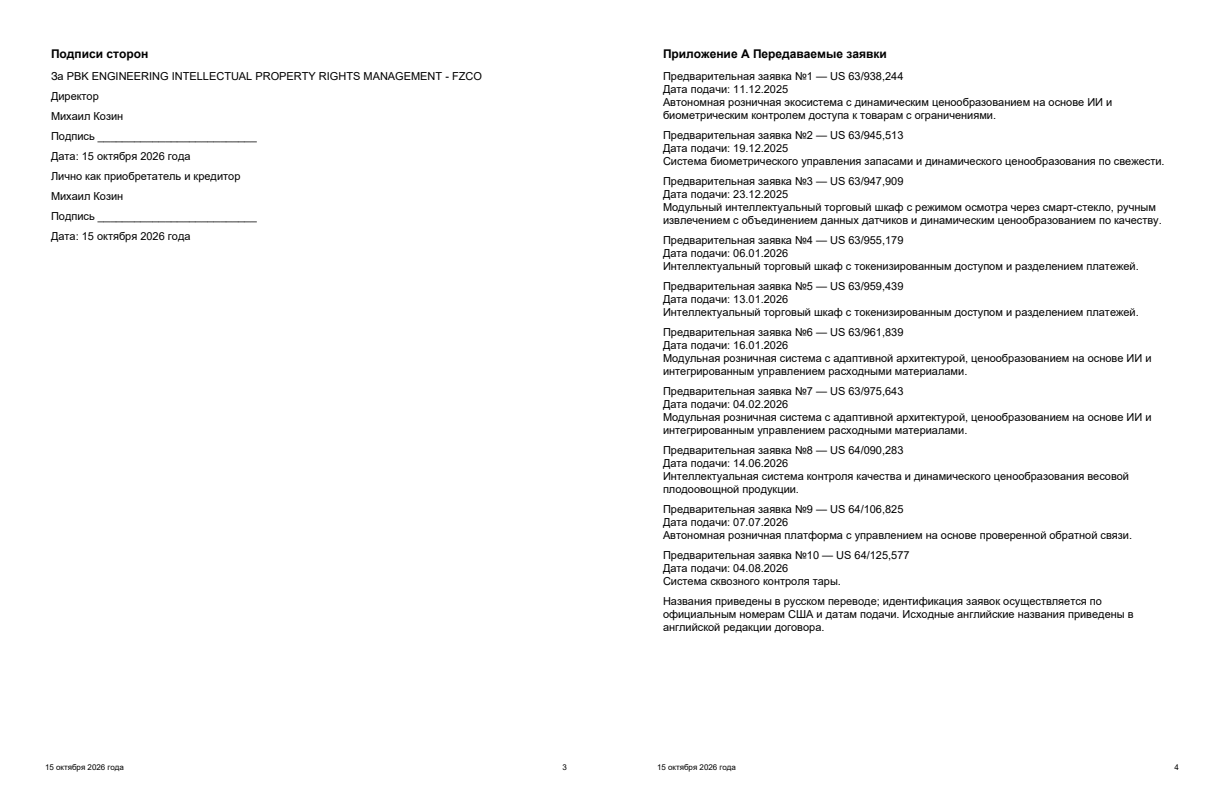 Подписи сторон
За PBK ENGINEERING INTELLECTUAL PROPERTY RIGHTS MANAGEMENT - FZCO
Директор
Михаил Козин
Подпись __________________________
Дата: 15 октября 2026 года
Лично как приобретатель и кредитор
Михаил Козин
Подпись __________________________
Дата: 15 октября 2026 года
15 октября 2026 года
3
Приложение А Передаваемые заявки
Предварительная заявка №1 — US 63/938,244
Дата подачи: 11.12.2025
Автономная розничная экосистема с динамическим ценообразованием на основе ИИ и
биометрическим контролем доступа к товарам с ограничениями.
Предварительная заявка №2 — US 63/945,513
Дата подачи: 19.12.2025
Система биометрического управления запасами и динамического ценообразования по свежести.
Предварительная заявка №3 — US 63/947,909
Дата подачи: 23.12.2025
Модульный интеллектуальный торговый шкаф с режимом осмотра через смарт-стекло, ручным
извлечением с объединением данных датчиков и динамическим ценообразованием по качеству.
Предварительная заявка №4 — US 63/955,179
Дата подачи: 06.01.2026
Интеллектуальный торговый шкаф с токенизированным доступом и разделением платежей.
Предварительная заявка №5 — US 63/959,439
Дата подачи: 13.01.2026
Интеллектуальный торговый шкаф с токенизированным доступом и разделением платежей.
Предварительная заявка №6 — US 63/961,839
Дата подачи: 16.01.2026
Модульная розничная система с адаптивной архитектурой, ценообразованием на основе ИИ и
интегрированным управлением расходными материалами.
Предварительная заявка №7 — US 63/975,643
Дата подачи: 04.02.2026
Модульная розничная система с адаптивной архитектурой, ценообразованием на основе ИИ и
интегрированным управлением расходными материалами.
Предварительная заявка №8 — US 64/090,283
Дата подачи: 14.06.2026
Интеллектуальная система контроля качества и динамического ценообразования весовой
плодоовощной продукции.
Предварительная заявка №9 — US 64/106,825
Дата подачи: 07.07.2026
Автономная розничная платформа с управлением на основе проверенной обратной связи.
Предварительная заявка №10 — US 64/125,577
Дата подачи: 04.08.2026
Система сквозного контроля тары.
Названия приведены в русском переводе; идентификация заявок осуществляется по
официальным номерам США и датам подачи. Исходные английские названия приведены в
английской редакции договора.
15 октября 2026 года
4